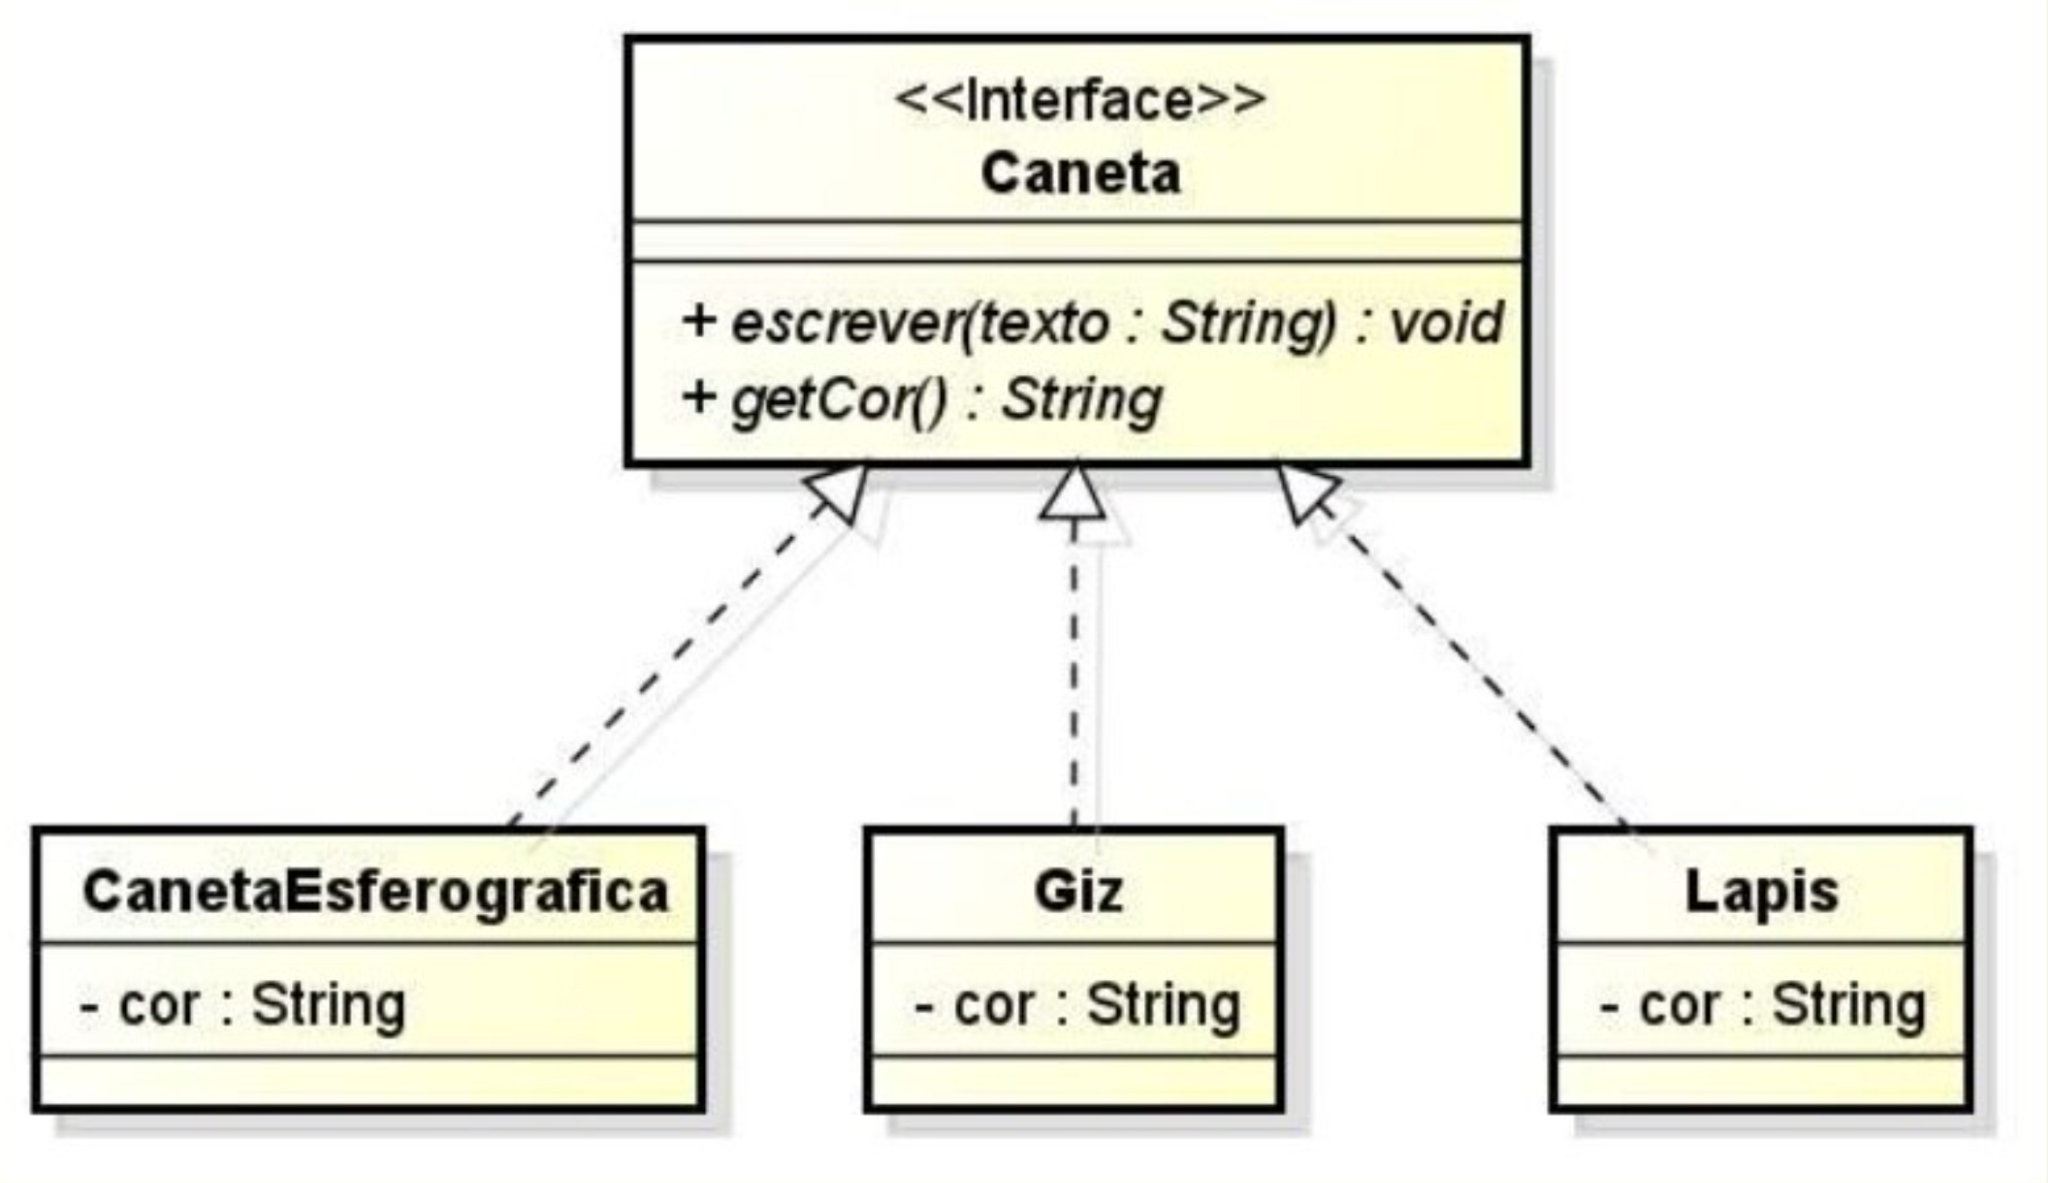 <<Interface>>
Caneta
+ escrever(texto : String) : void
+ getCor() : String
CanetaEsferografica
- cor : String
Giz
- cor : String
Lapis
- cor : String